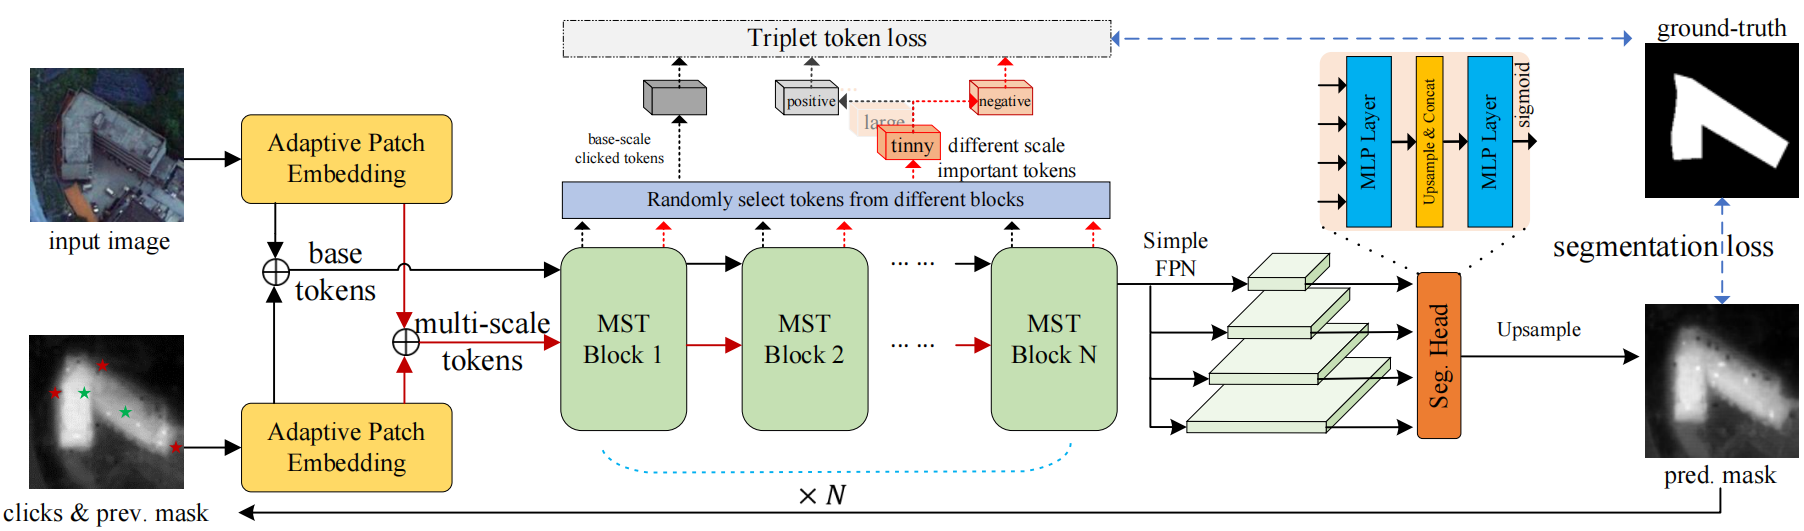 Triplet token loss
ground-truth
positive
negative
large
tinny
base-scale
clicked tokens
different scale
important tokens
MLP Layer
Upsample & Concat
MLP Layer
sigmoid
Adaptive Patch
Embedding
input image
Randomly select tokens from different blocks
base
tokens
multi-scale
tokens
MST
Block 1
MST
Block 2
... ...
... ...
MST
Block N
Simple
FPN
Seg. Head
segmentation loss
Upsample
Adaptive Patch
Embedding
× N
pred. mask
clicks & prev. mask